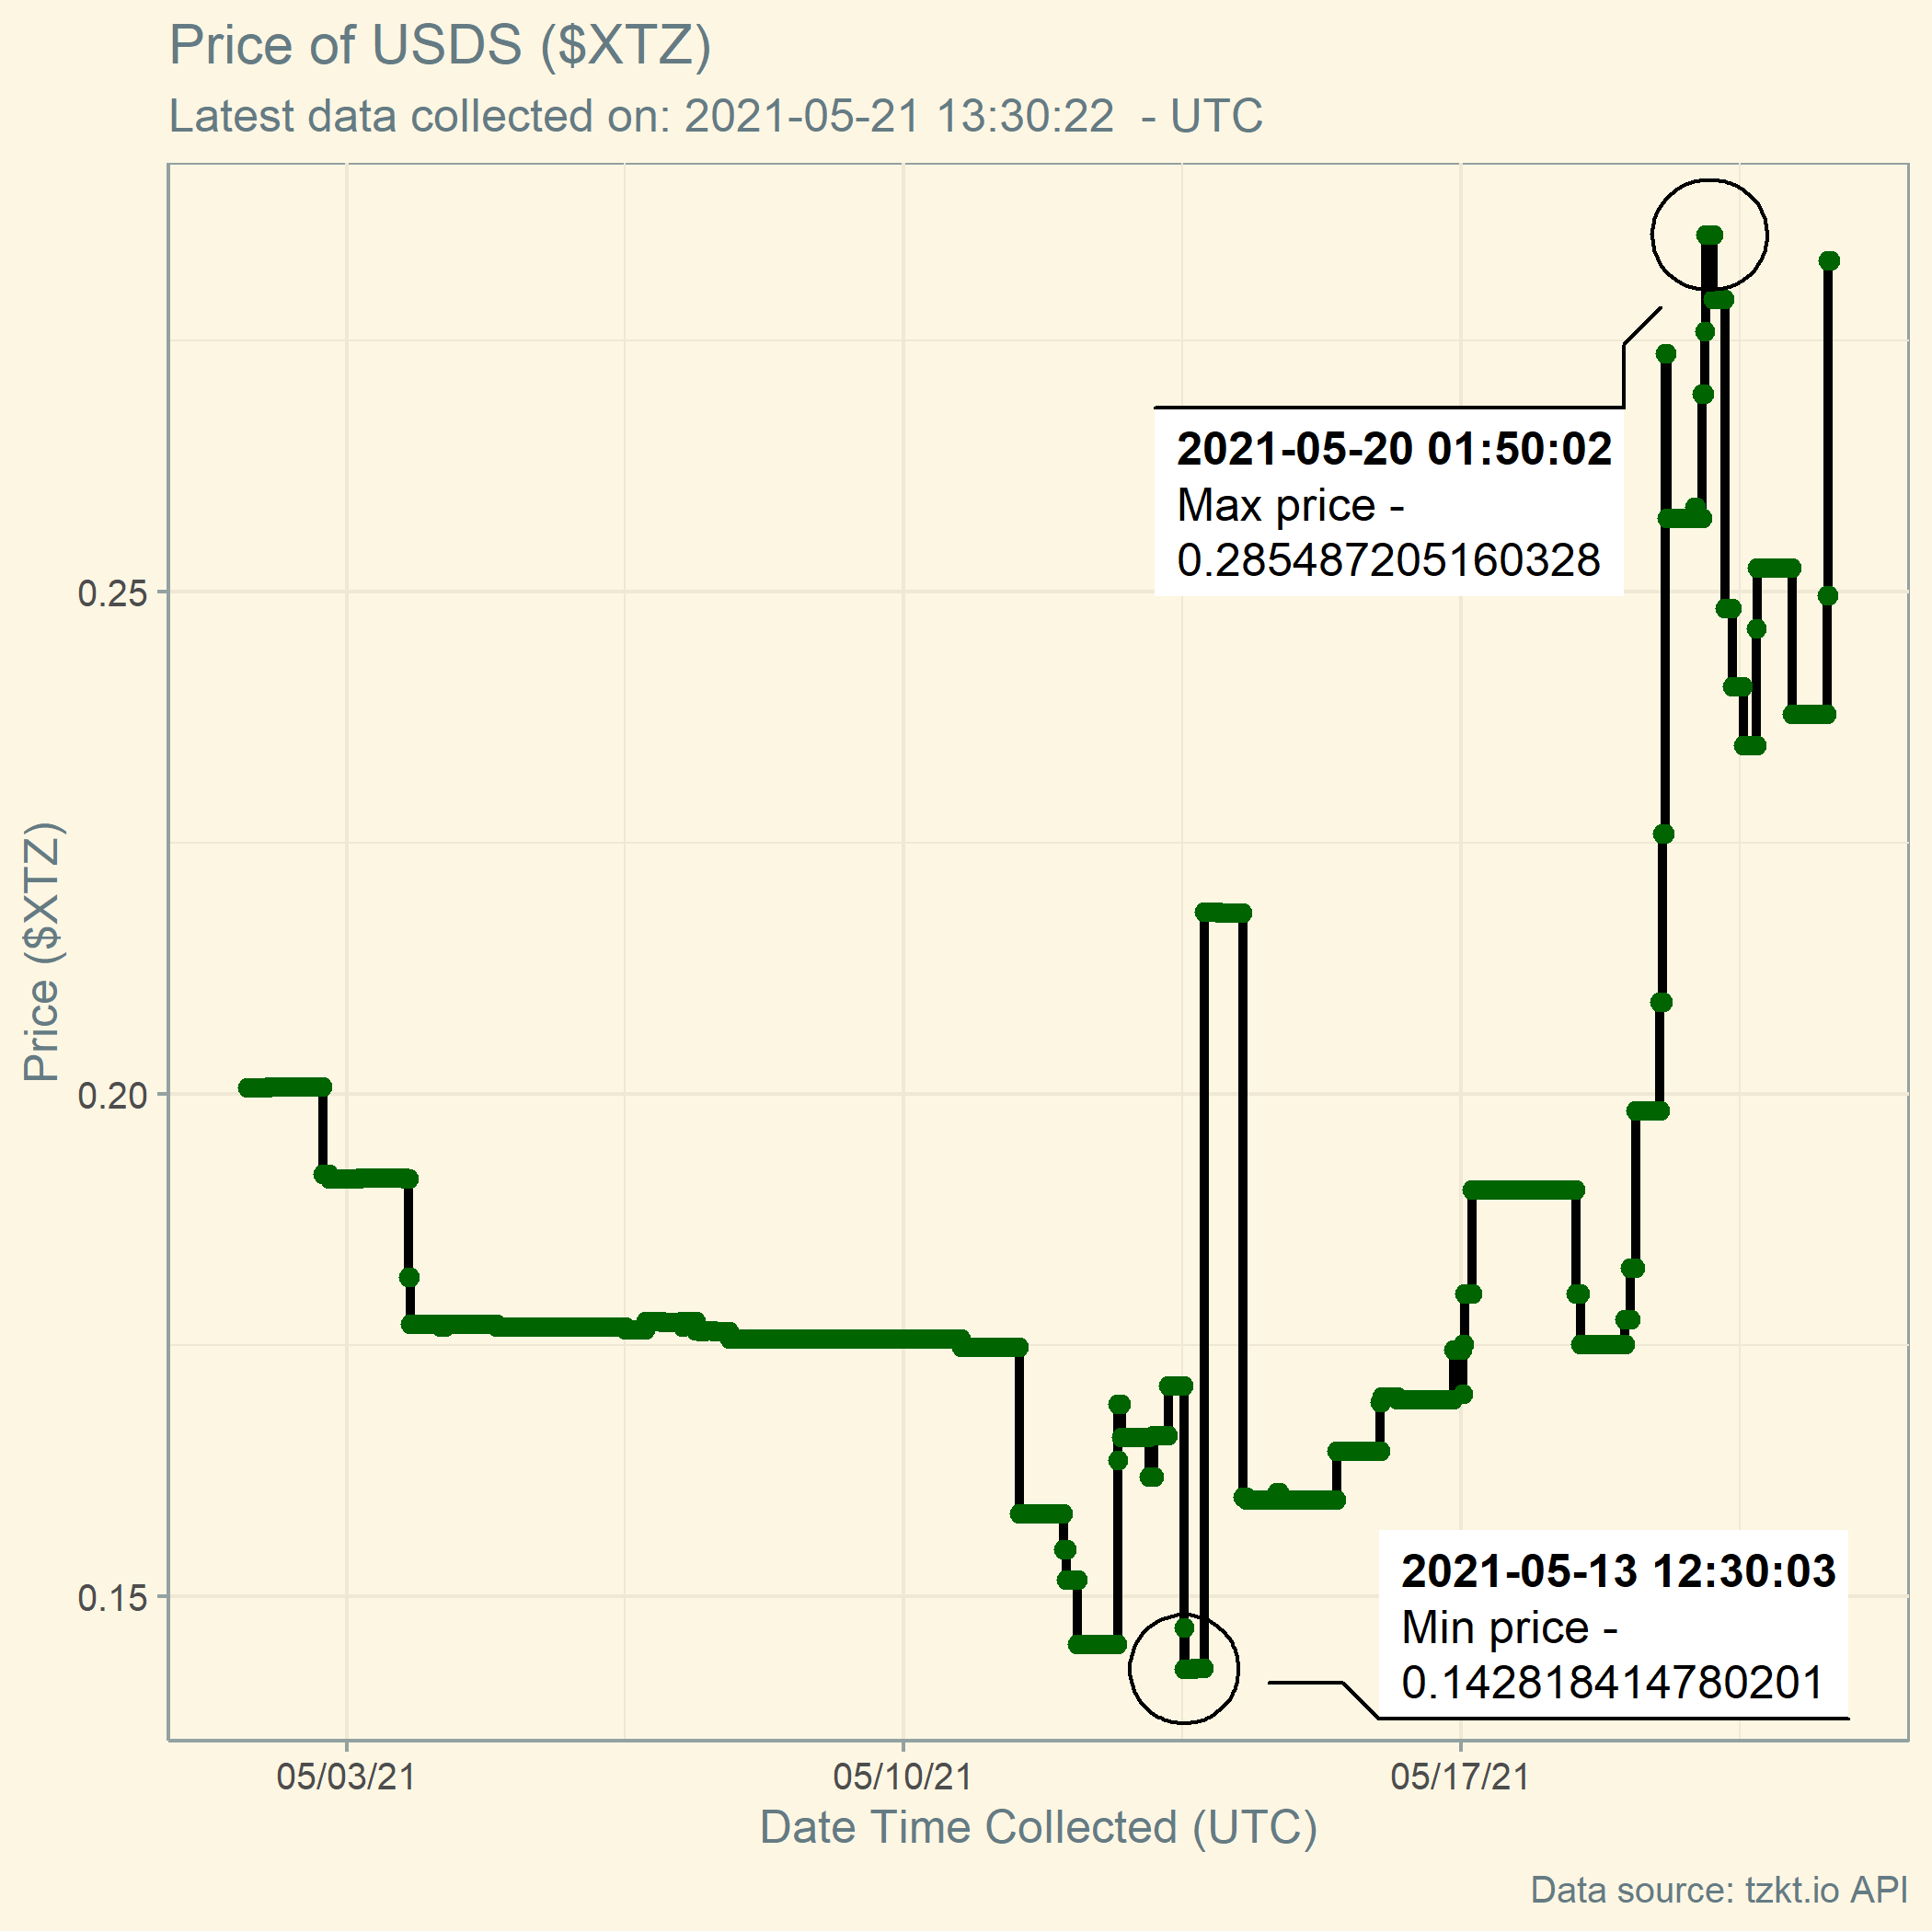 Price of USDS ($XTZ)
Latest data collected on: 2021-05-21 13:30:22  - UTC
2021-05-20 01:50:02
Max price -
0.285487205160328
0.25
0.20
0.15
Price ($XTZ)
2021-05-13 12:30:03
Min price -
0.142818414780201
05/03/21
05/10/21
05/17/21
Date Time Collected (UTC)
Data source: tzkt.io API